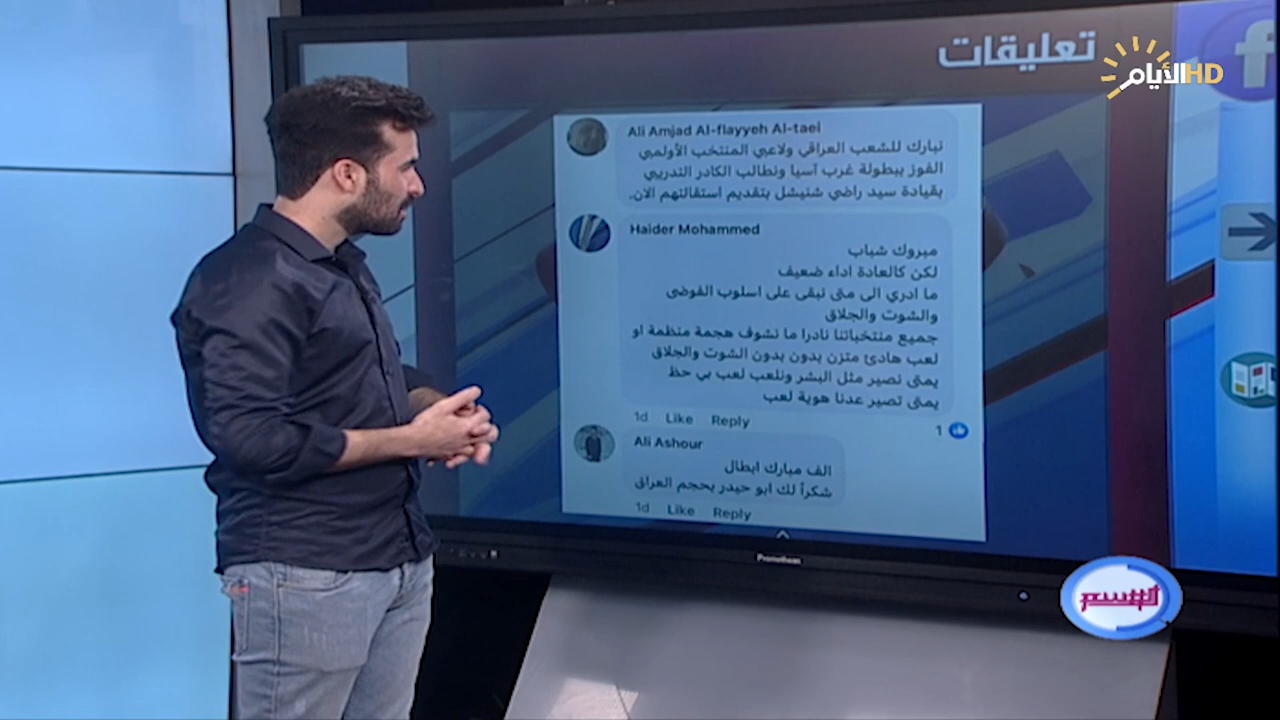 تعليقات
الأيام HD
Ali Amjad Al-flayyeh Al-taei
نبارك للشعب العراقي ولاعبي المنتخب الأولمبي
الفوز ببطولة غرب آسيا ونطالب الكادر التدريبي
بقيادة سيد راضي شنيشل بتقديم استقالتهم الان.
Haider Mohammed
مبروك شباب
لكن كالعادة اداء ضعيف
ما ادري الى متى نبقى على اسلوب الفوضى
والشوت والجلاق
جميع منتخباتنا نادرا ما نشوف هجمة منظمة او
لعب هادئ متزن بدون بدون الشوت والجلاق
يمتى نصير مثل البشر ونلعب لعب بي حظ
يمتى تصير عدنا هوية لعب
1d Like Reply
1
Ali Ashour
الف مبارك ابطال
شكراً لك ابو حيدر بحجم العراق
1d Like Reply
Promethean
f